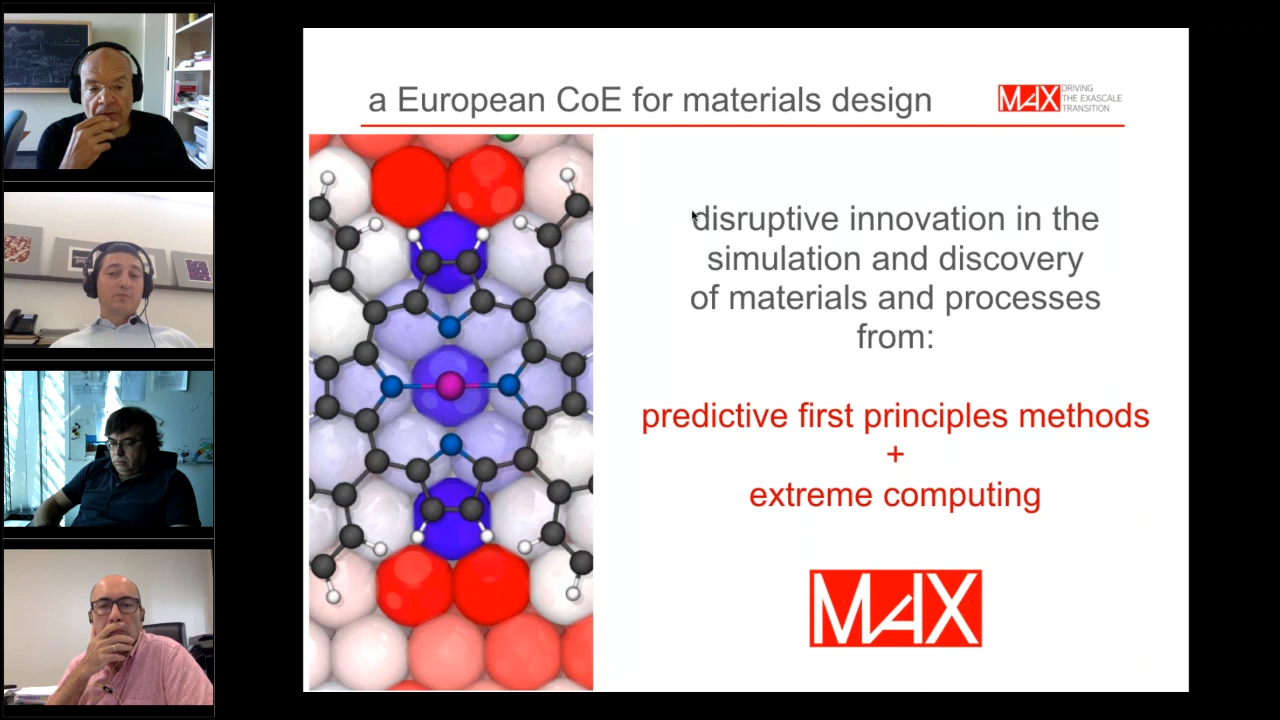 a European CoE for materials design
MAX
DRIVING
THE EXASCALE
TRANSITION
disruptive innovation in the
simulation and discovery
of materials and processes
from:
predictive first principles methods
+
extreme computing
MAX